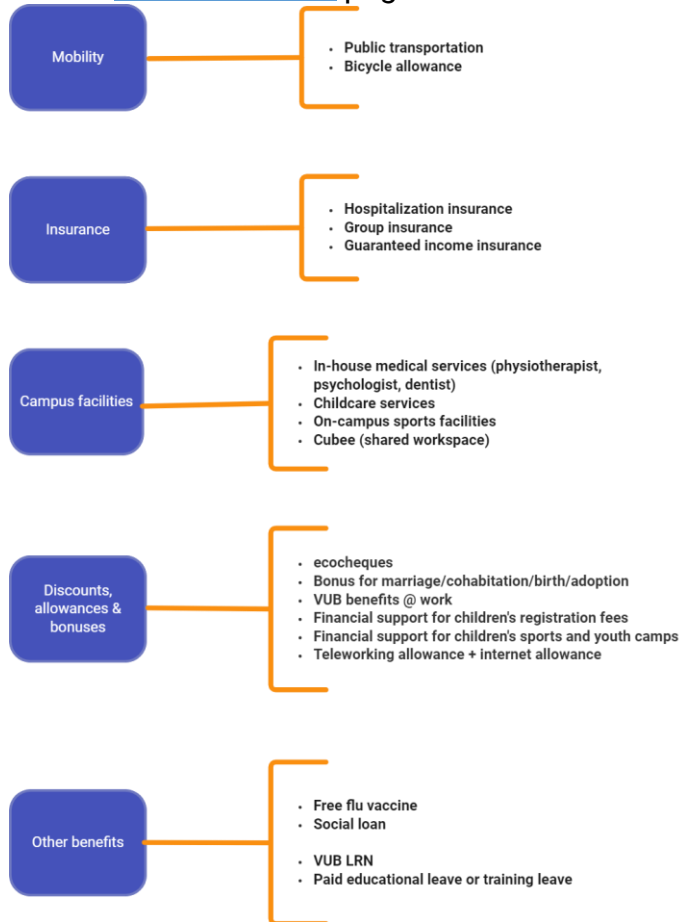 Mobility
• Public transportation
• Bicycle allowance
Insurance
• Hospitalization insurance
• Group insurance
• Guaranteed income insurance
Campus facilities
• In-house medical services (physiotherapist,
psychologist, dentist)
• Childcare services
• On-campus sports facilities
• Cubee (shared workspace)
Discounts,
allowances &
bonuses
• ecocheques
• Bonus for marriage/cohabitation/birth/adoption
• VUB benefits @ work
• Financial support for children's registration fees
• Financial support for children's sports and youth camps
• Teleworking allowance + internet allowance
Other benefits
• Free flu vaccine
• Social loan
• VUB LRN
• Paid educational leave or training leave